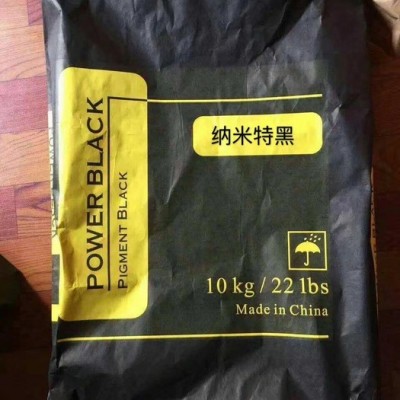 POWER BLACK
PIGMENT BLACK
纳米特黑
10 kg / 22 lbs
Made in China